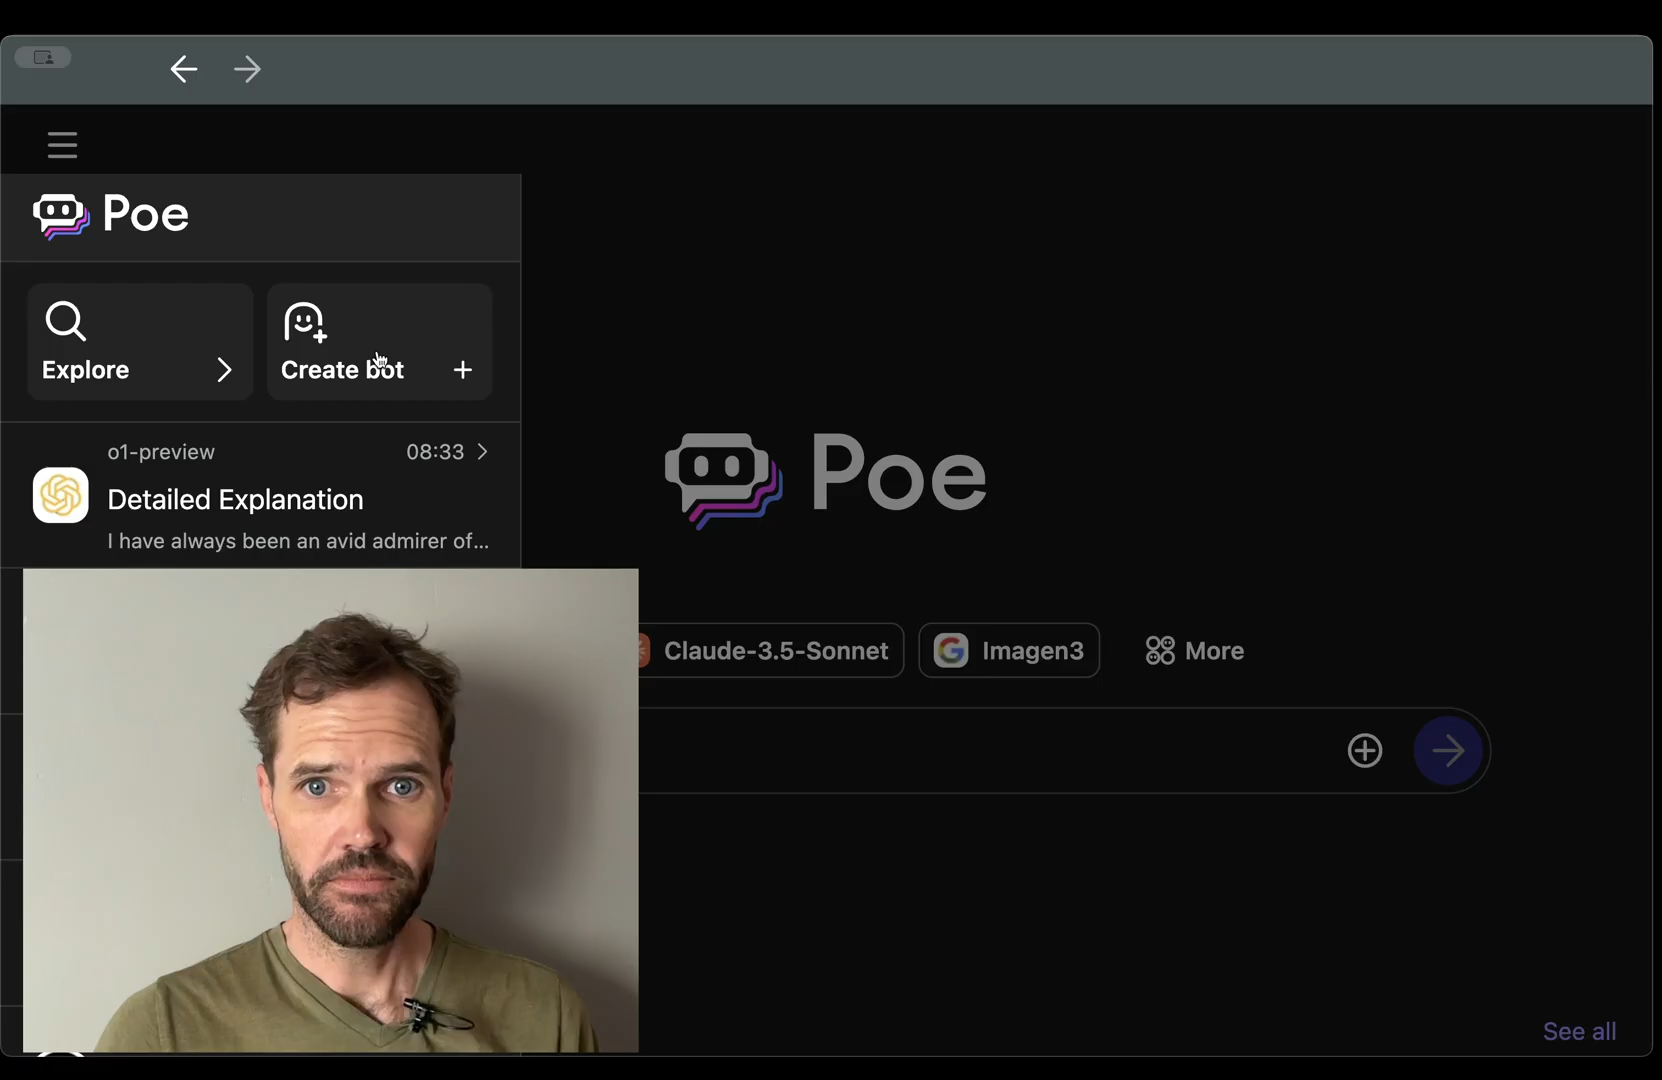 Poe
Explore
Create bot
o1-preview 08:33
Detailed Explanation
I have always been an avid admirer of...
Poe
Claude-3.5-Sonnet
Imagen3
More
See all